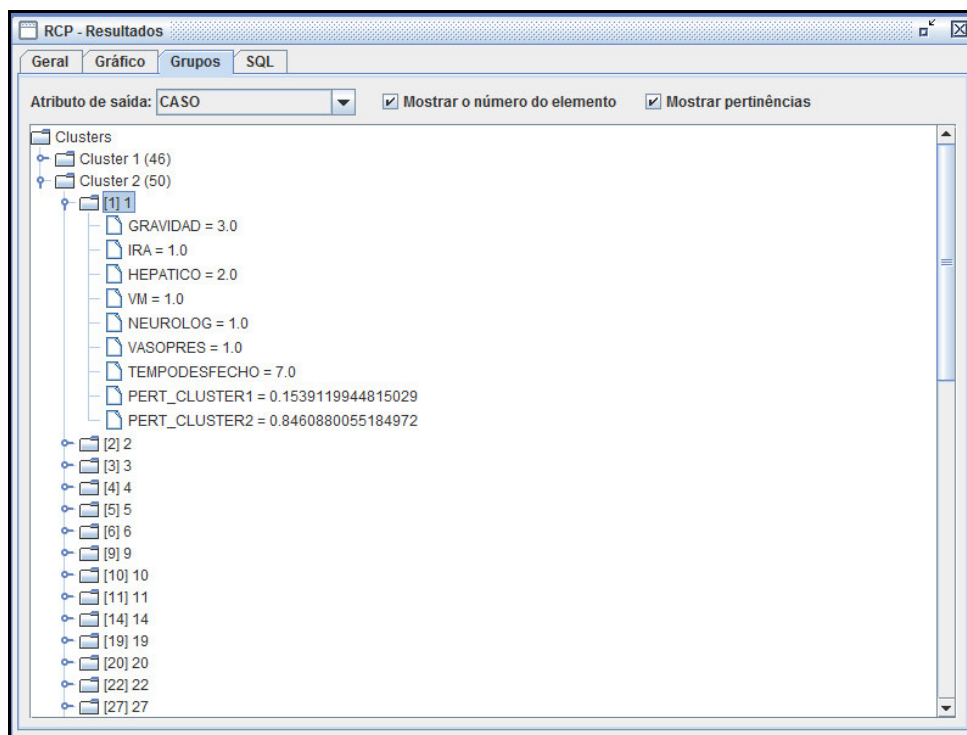 RCP - Resultados
Geral Gráfico Grupos SQL
Atributo de saída: CASO Mostrar o número do elemento Mostrar pertinências
Clusters
Cluster 1 (46)
Cluster 2 (50)
[1] 1
GRAVIDAD = 3.0
IRA = 1.0
HEPATICO = 2.0
VM = 1.0
NEUROLOG = 1.0
VASOPRES = 1.0
TEMPODESFECHO = 7.0
PERT_CLUSTER1 = 0.1539119944815029
PERT_CLUSTER2 = 0.8460880055184972
[2] 2
[3] 3
[4] 4
[5] 5
[6] 6
[9] 9
[10] 10
[11] 11
[14] 14
[19] 19
[20] 20
[22] 22
[27] 27